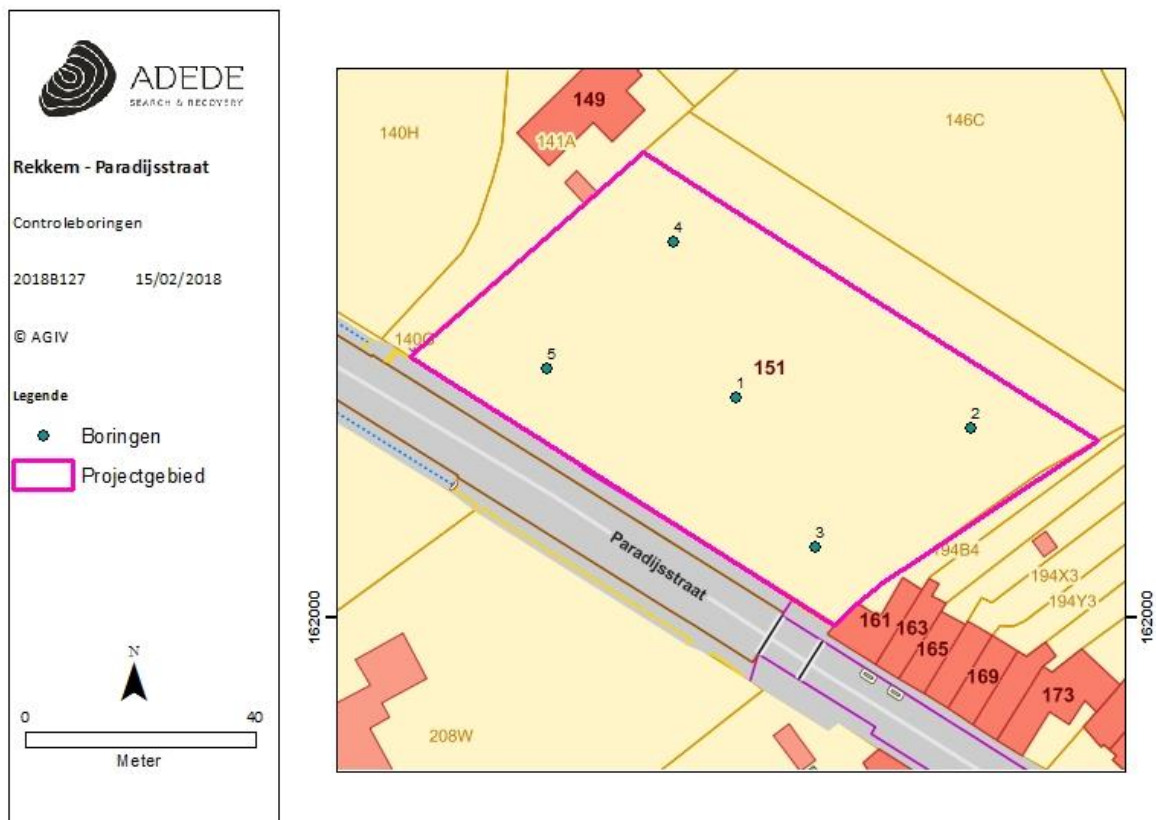 ADEDE
SEARCH & RECOVERY
Rekkem - Paradijsstraat
Controleboringen
2018B127 15/02/2018
© AGIV
Legende
Boringen
Projectgebied
N
0 40
Meter
149
140H
141A
146C
4
140G
5
151
1
2
3
Paradijsstraat
194B4
194X3
194Y3
162000
162000
161
163
165
169
173
208W